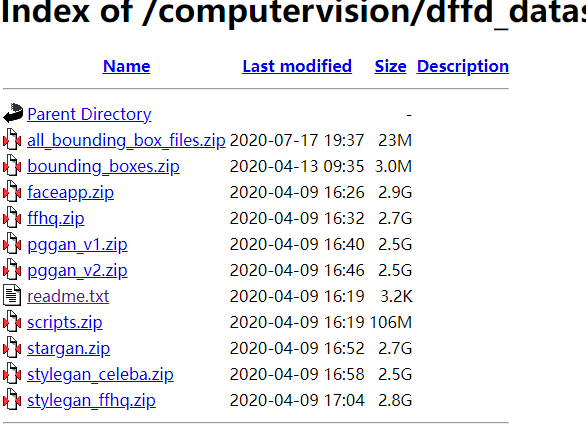 Index of /computervision/dffd_datas
Name Last modified Size Description
Parent Directory -
all_bounding_box_files.zip 2020-07-17 19:37 23M
bounding_boxes.zip 2020-04-13 09:35 3.0M
faceapp.zip 2020-04-09 16:26 2.9G
ffhq.zip 2020-04-09 16:32 2.7G
pggan_v1.zip 2020-04-09 16:40 2.5G
pggan_v2.zip 2020-04-09 16:46 2.5G
readme.txt 2020-04-09 16:19 3.2K
scripts.zip 2020-04-09 16:19 106M
stargan.zip 2020-04-09 16:52 2.7G
stylegan_celeba.zip 2020-04-09 16:58 2.5G
stylegan_ffhq.zip 2020-04-09 17:04 2.8G